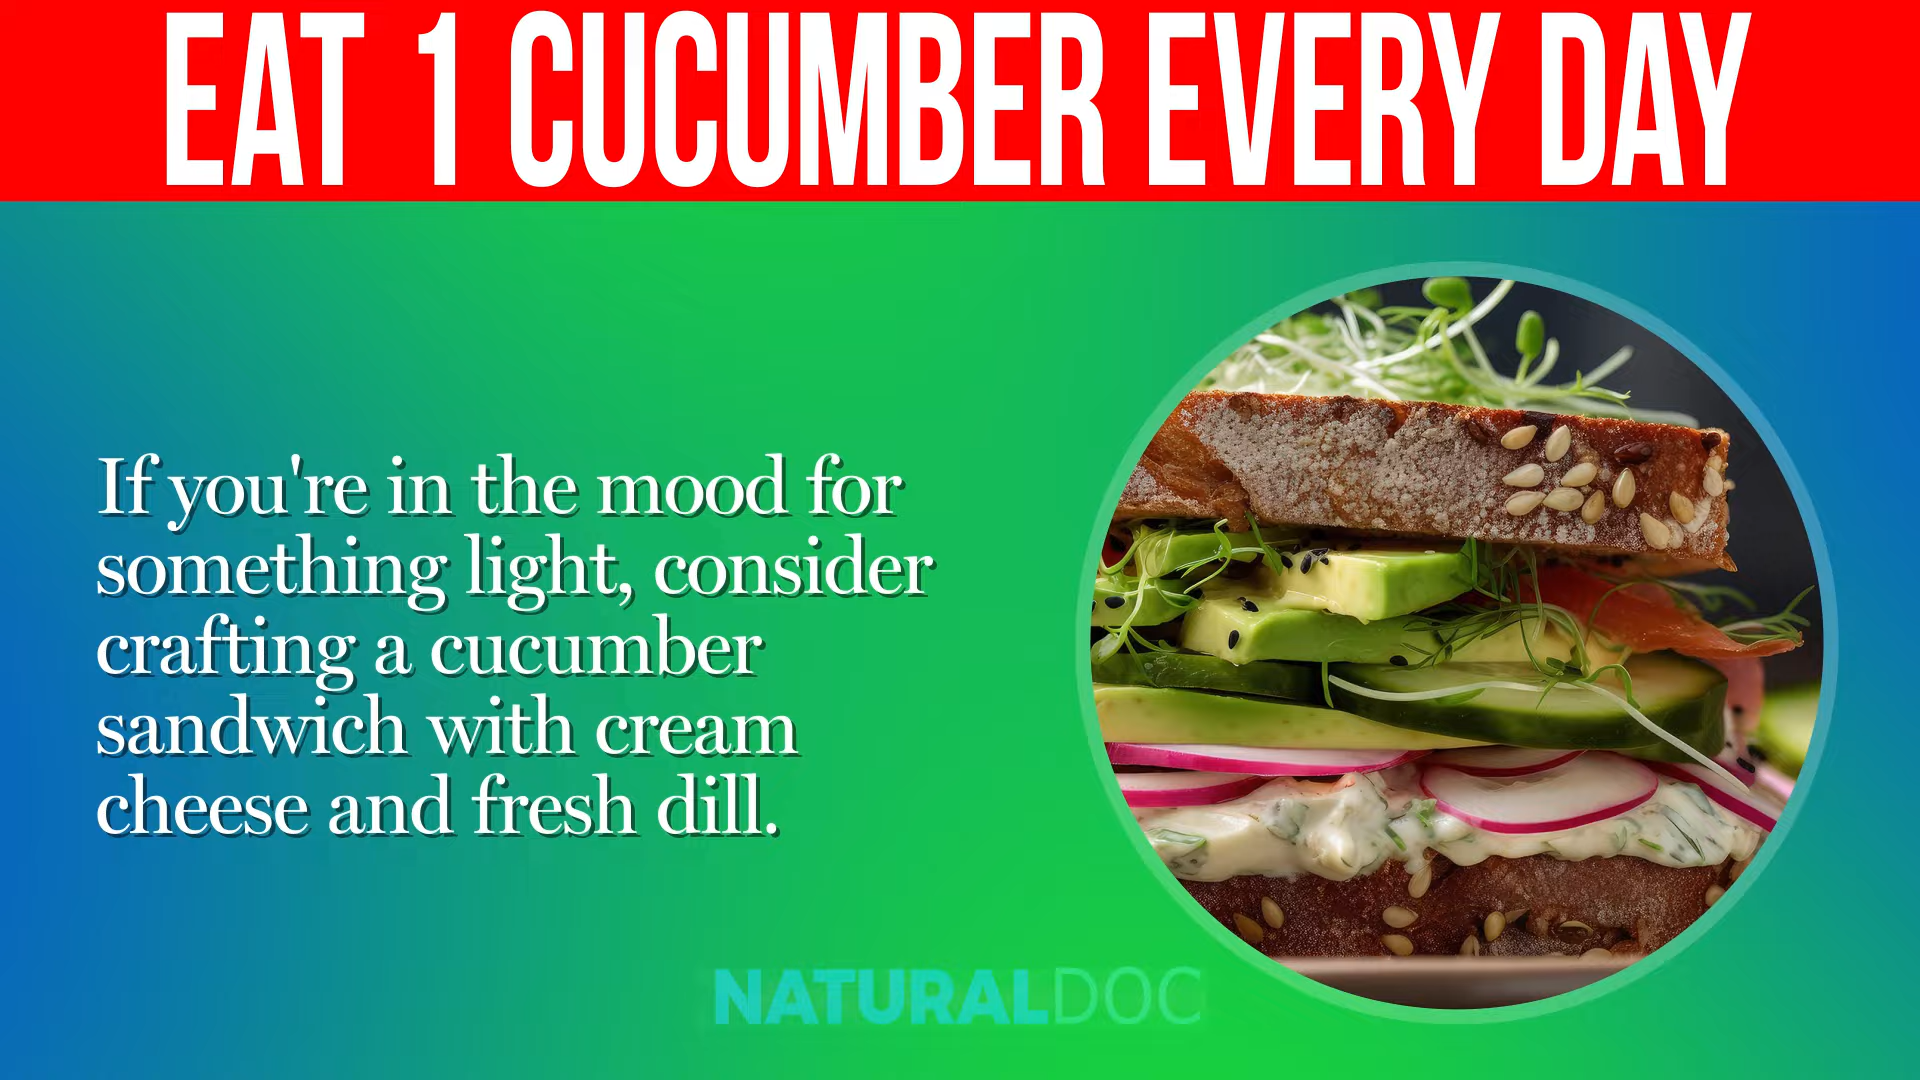 EAT 1 CUCUMBER EVERY DAY
If you're in the mood for
something light, consider
crafting a cucumber
sandwich with cream
cheese and fresh dill.
NATURALDOC